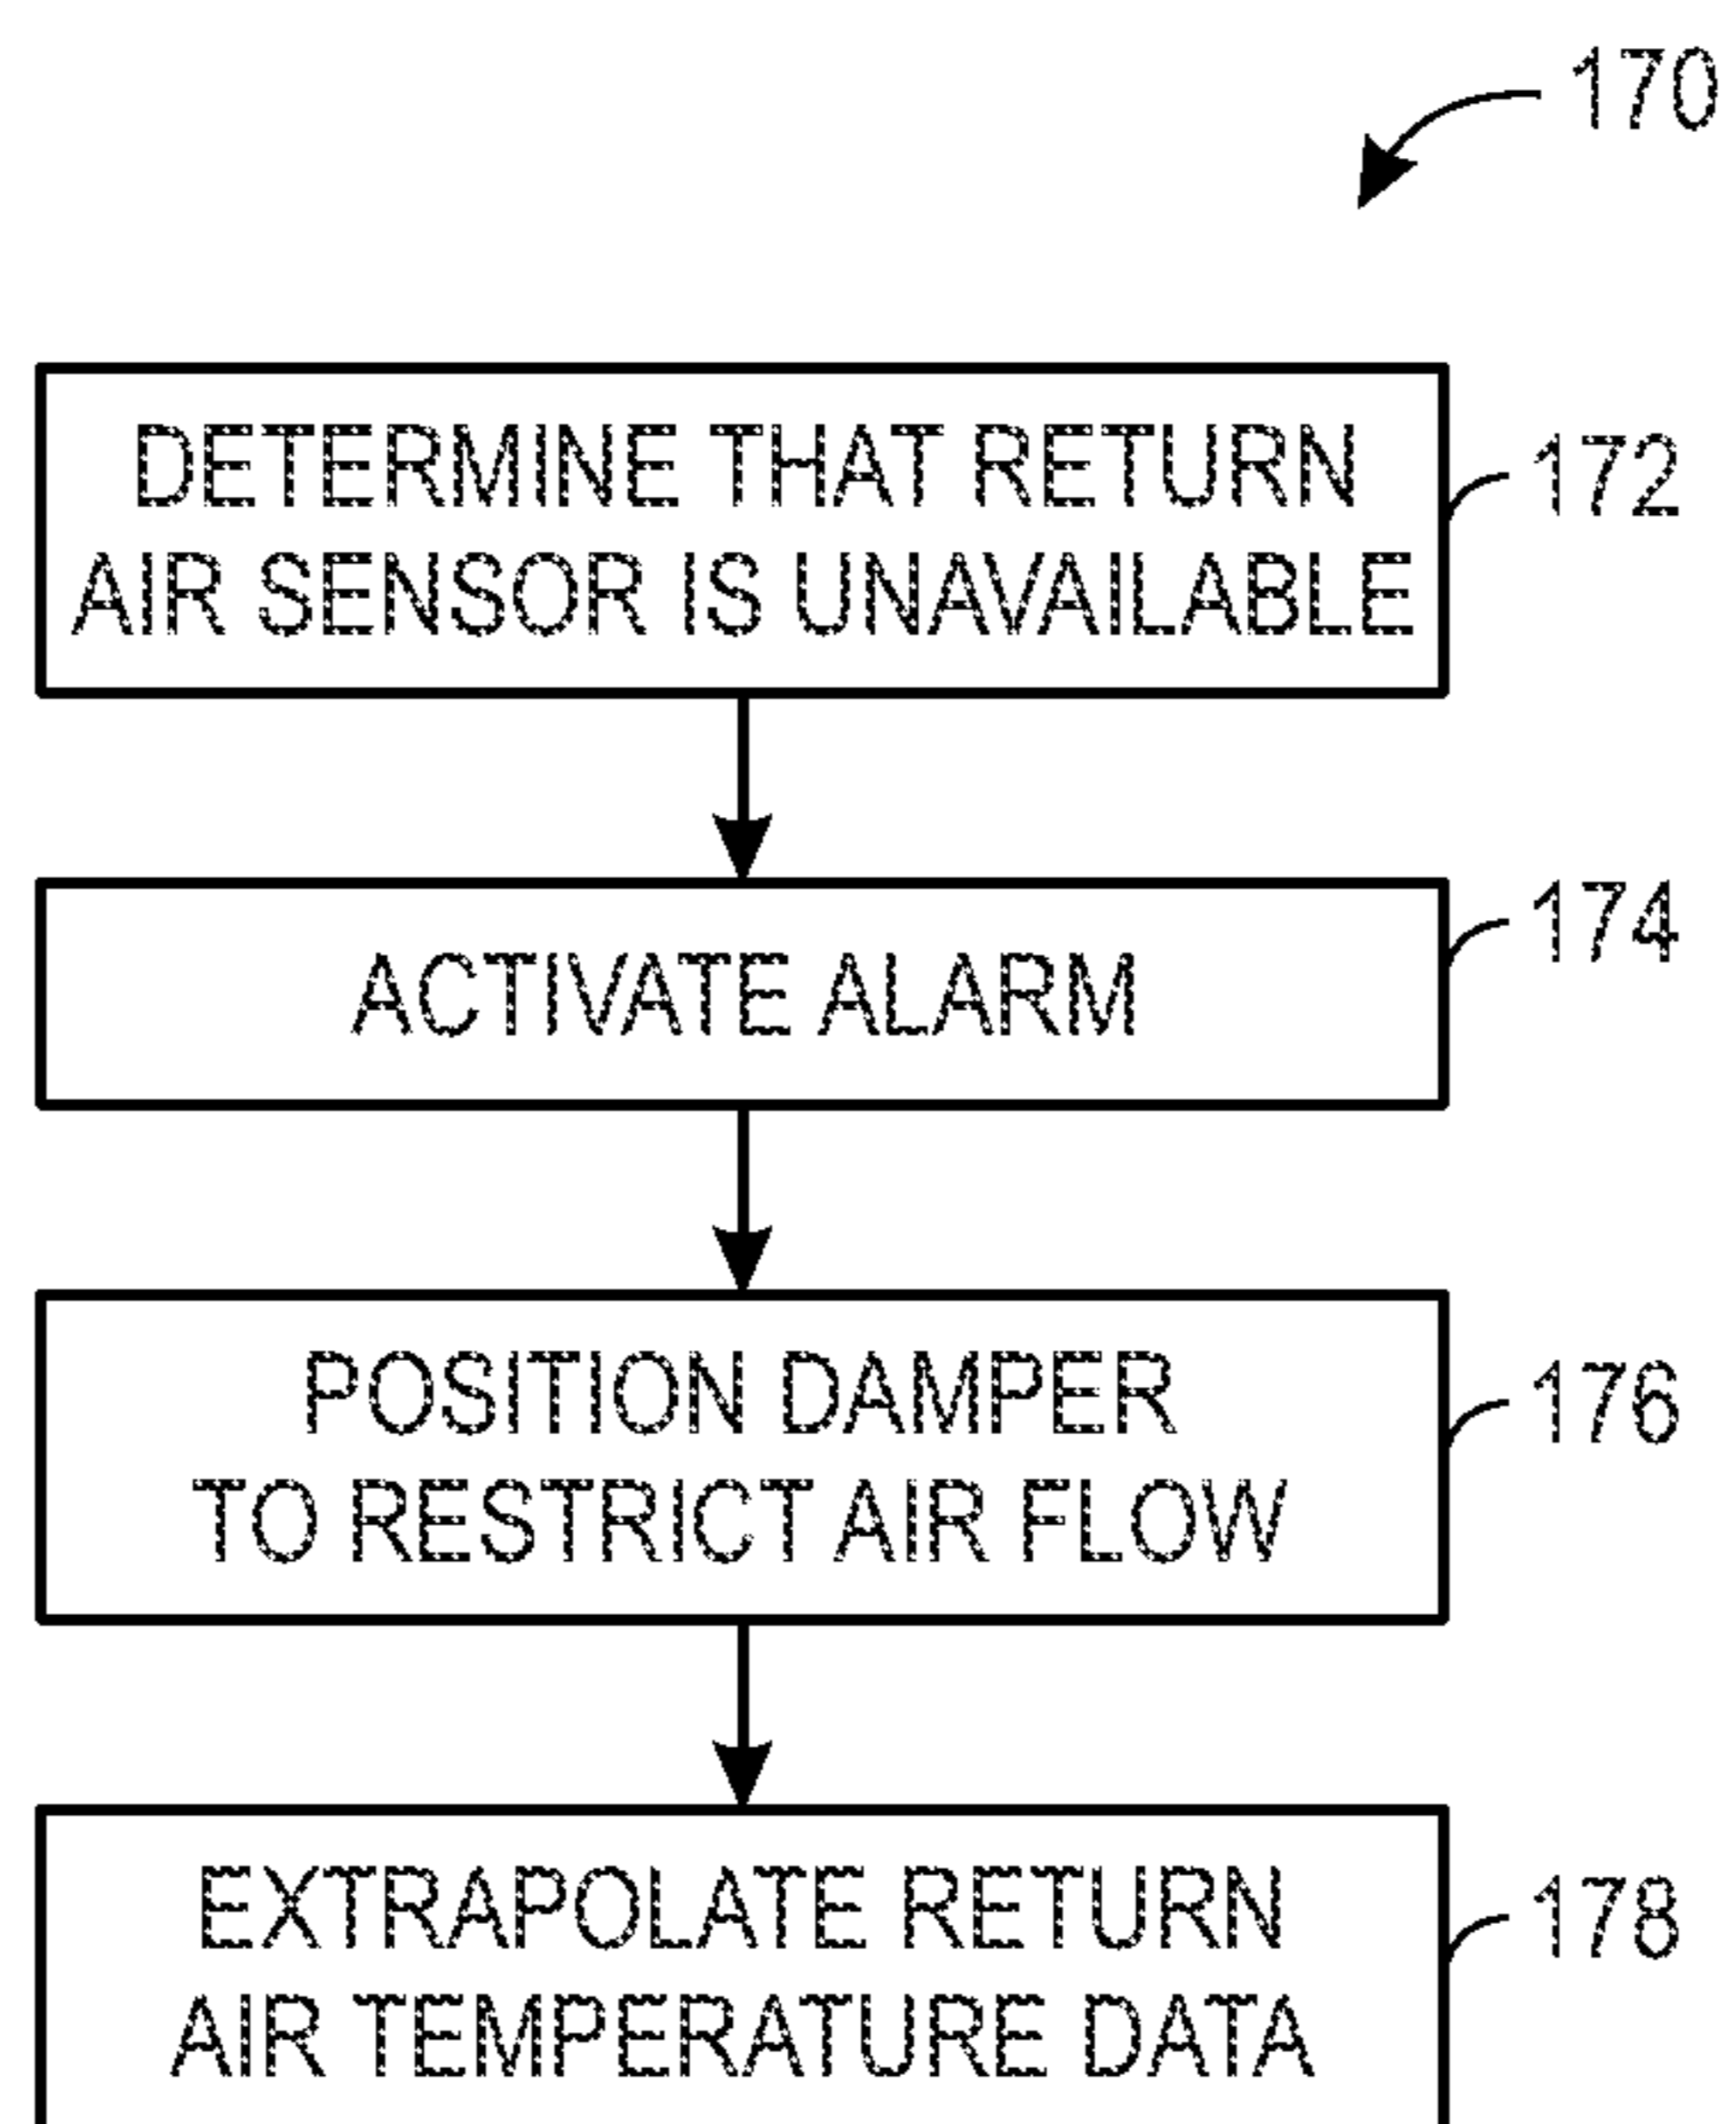 170
DETERMINE THAT RETURN
AIR SENSOR IS UNAVAILABLE
172
ACTIVATE ALARM
174
POSITION DAMPER
TO RESTRICT AIR FLOW
176
EXTRAPOLATE RETURN
AIR TEMPERATURE DATA
178